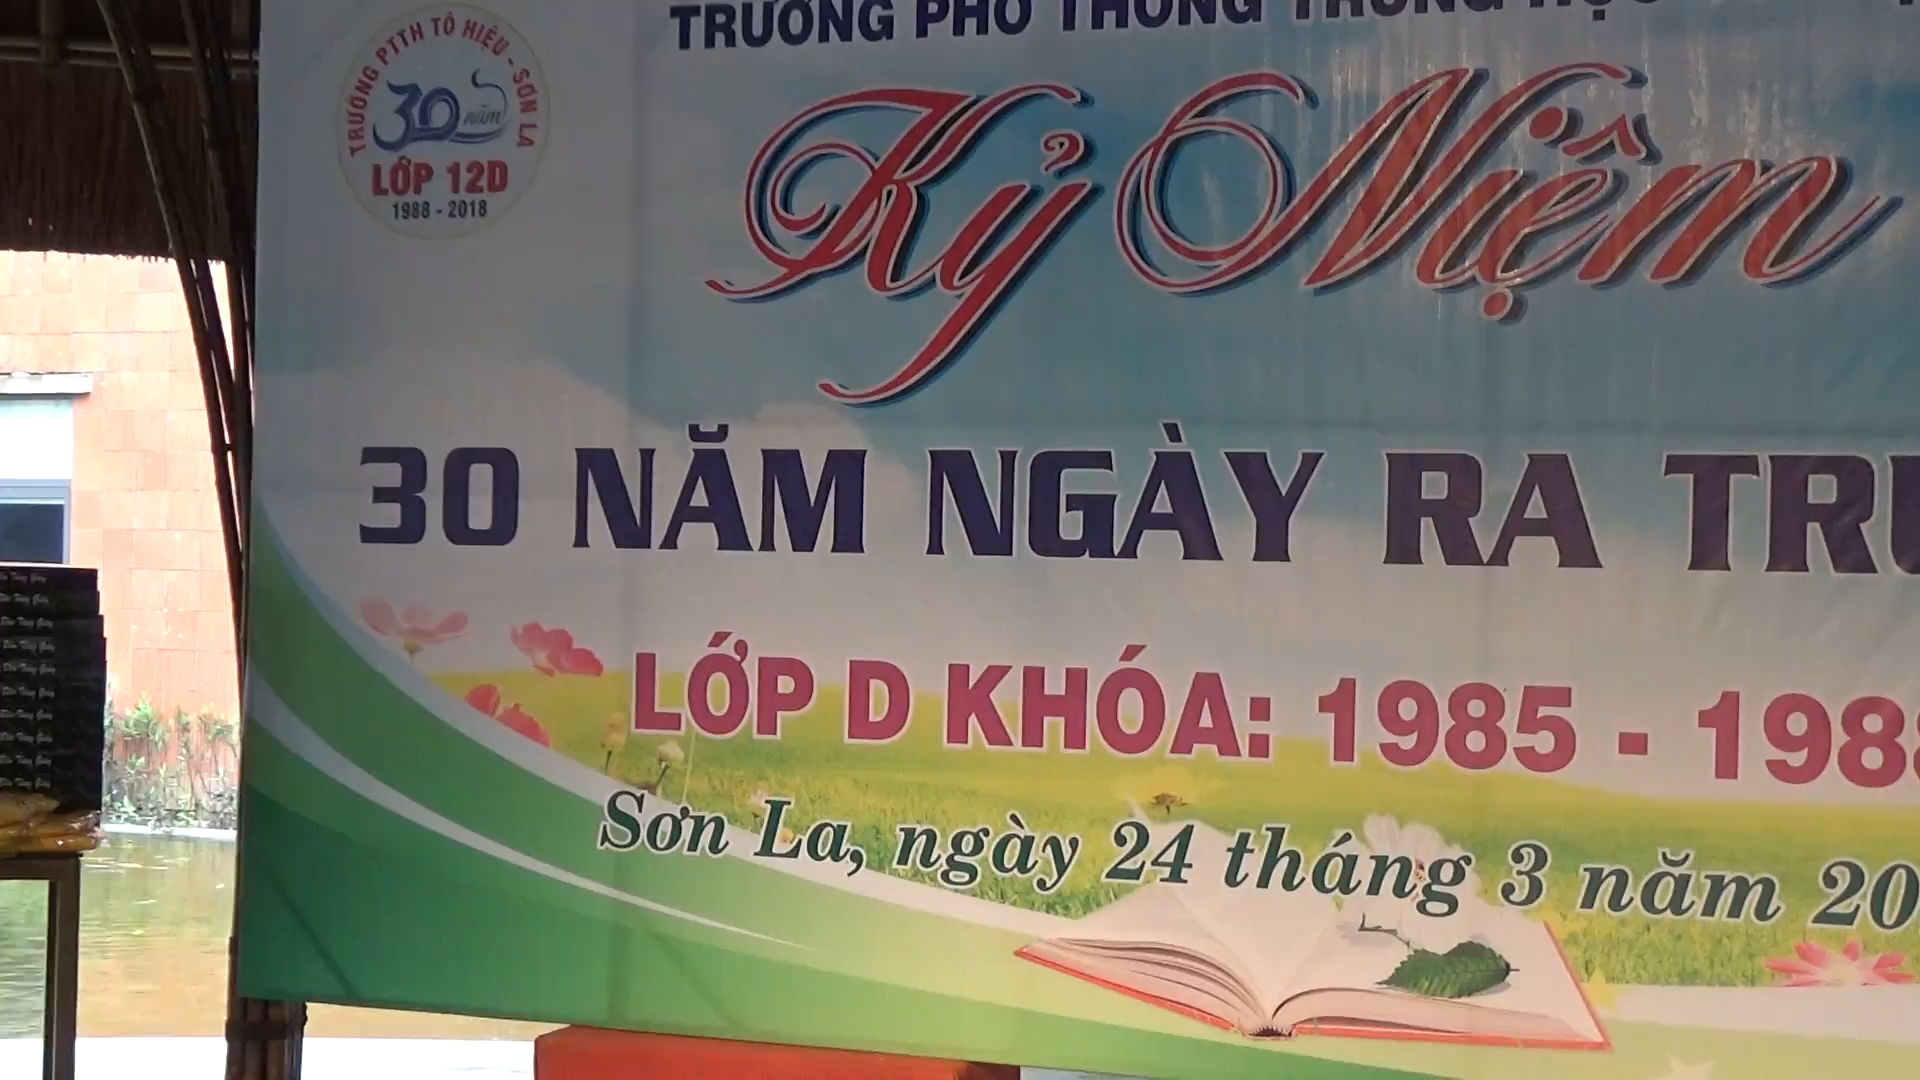 TRƯỜNG PHỔ THÔNG TRUNG HỌC
TRƯỜNG PTTH TÔ HIỆU - SƠN LA
30 năm
LỚP 12D
1988 - 2018
Kỷ Niệm
30 NĂM NGÀY RA TRƯ
LỚP D KHÓA: 1985 - 1988
Sơn La, ngày 24 tháng 3 năm 20